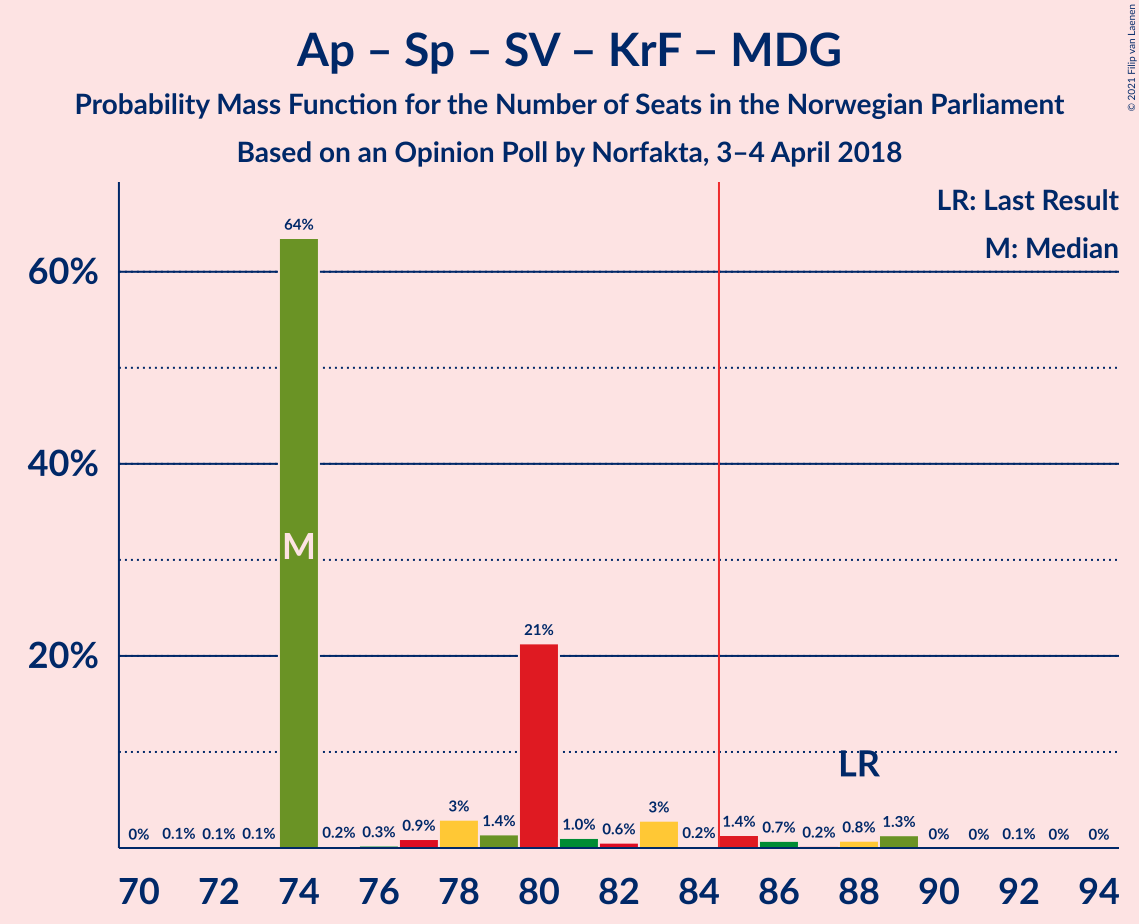 Ap – Sp – SV – KrF – MDG
Probability Mass Function for the Number of Seats in the Norwegian Parliament
Based on an Opinion Poll by Norfakta, 3–4 April 2018
© 2021 Filip van Laenen
LR: Last Result
M: Median
60%
40%
20%
64%
M
21%
LR
0% 0.1% 0.1% 0.1% 0.2% 0.3% 0.9% 3% 1.4% 1.0% 0.6% 3% 0.2% 1.4% 0.7% 0.2% 0.8% 1.3% 0% 0% 0.1% 0% 0%
70 72 74 76 78 80 82 84 86 88 90 92 94